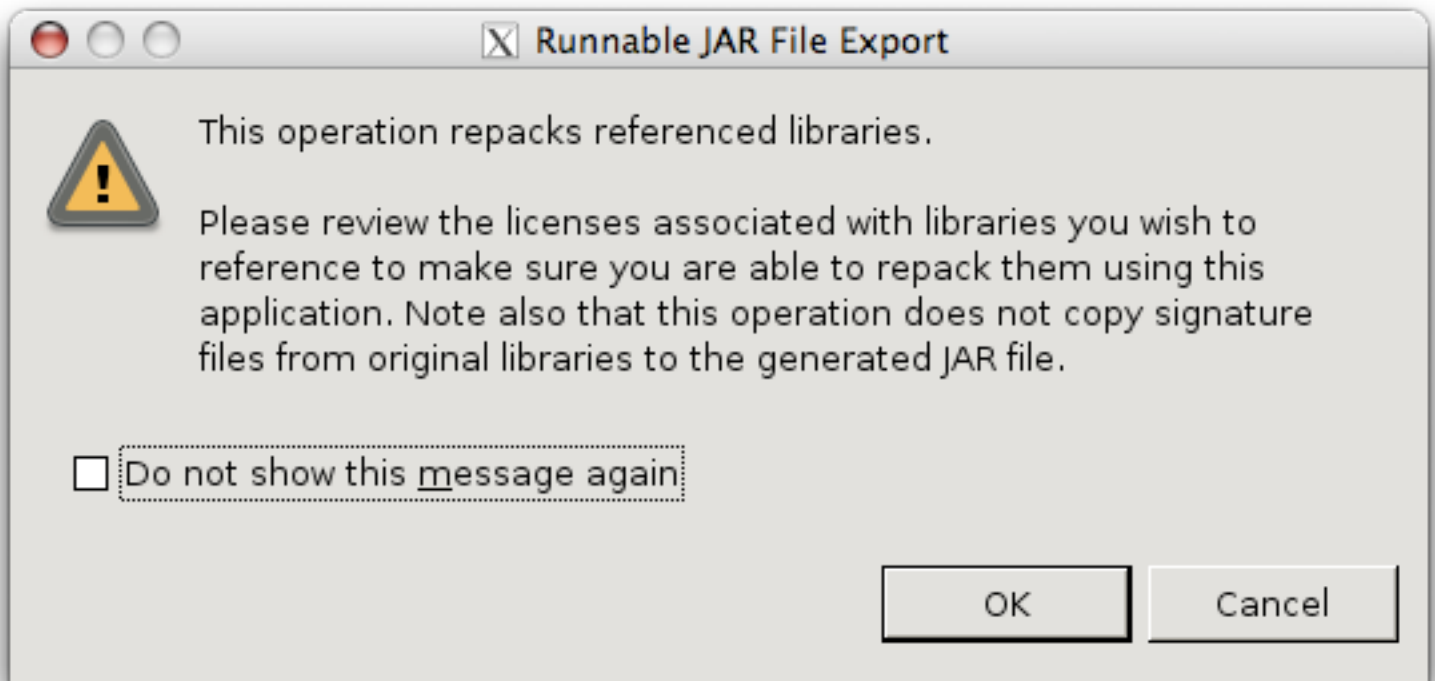 Runnable JAR File Export
This operation repacks referenced libraries.
Please review the licenses associated with libraries you wish to
reference to make sure you are able to repack them using this
application. Note also that this operation does not copy signature
files from original libraries to the generated JAR file.
Do not show this message again
OK
Cancel